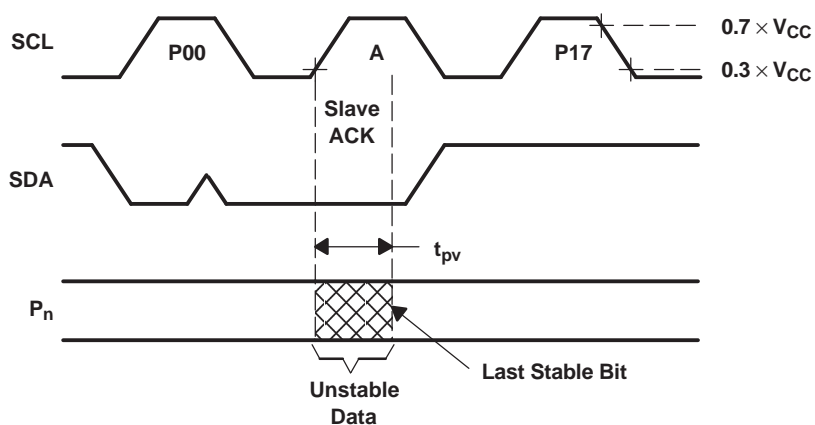 SCL
P00
A
P17
0.7 × VCC
0.3 × VCC
Slave
ACK
SDA
tpv
Pn
Last Stable Bit
Unstable
Data